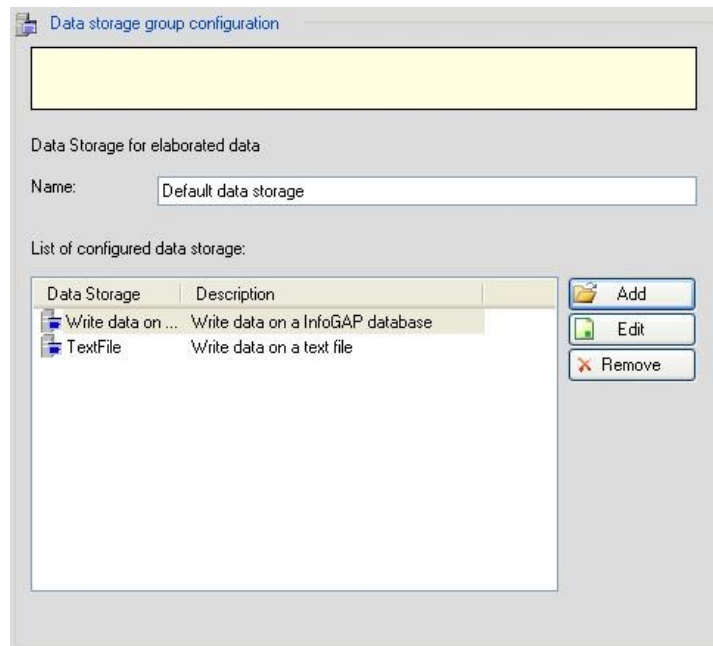 Data storage group configuration
Data Storage for elaborated data
Name: Default data storage
List of configured data storage:
Data Storage Description
Write data on ... Write data on a InfoGAP database
TextFile Write data on a text file
Add
Edit
Remove